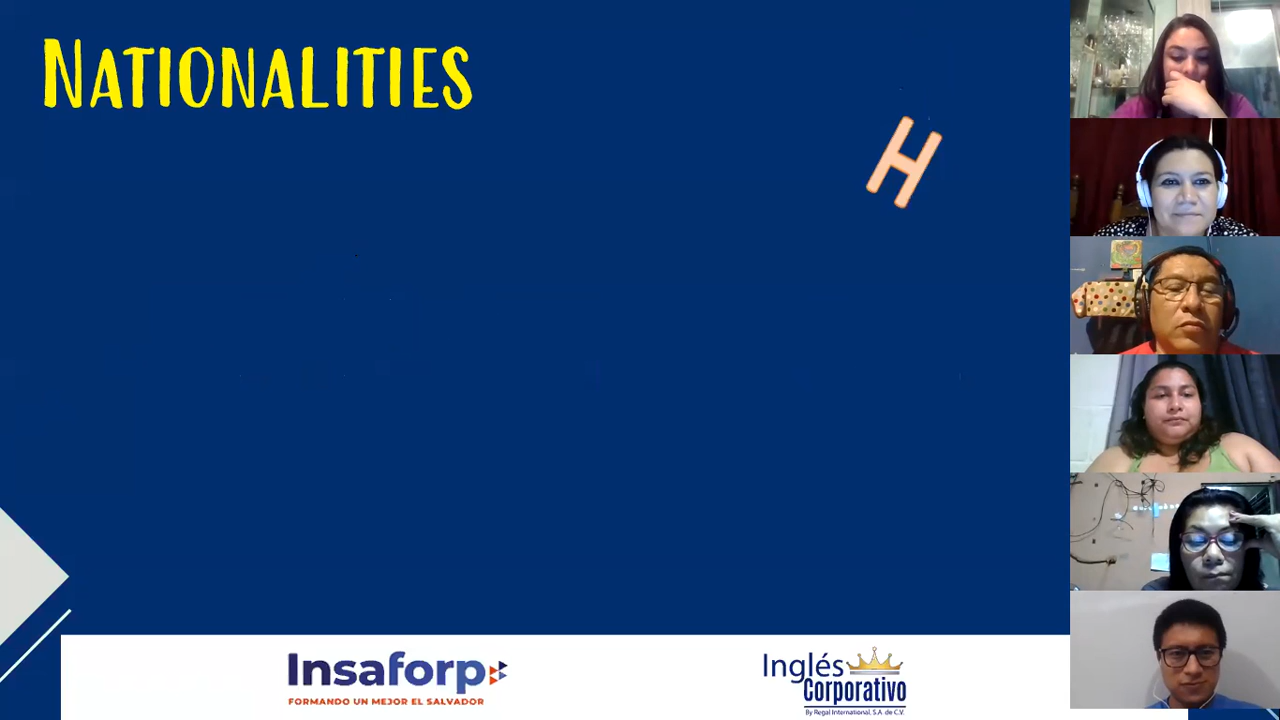 NATIONALITIES
H
Insaforp
FORMANDO UN MEJOR EL SALVADOR
Inglés
Corporativo
By Regal International, S.A. de C.V.